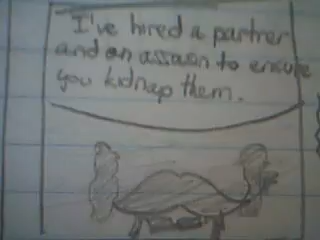 I've hired a partner
and an assassin to ensure
you kidnap them.